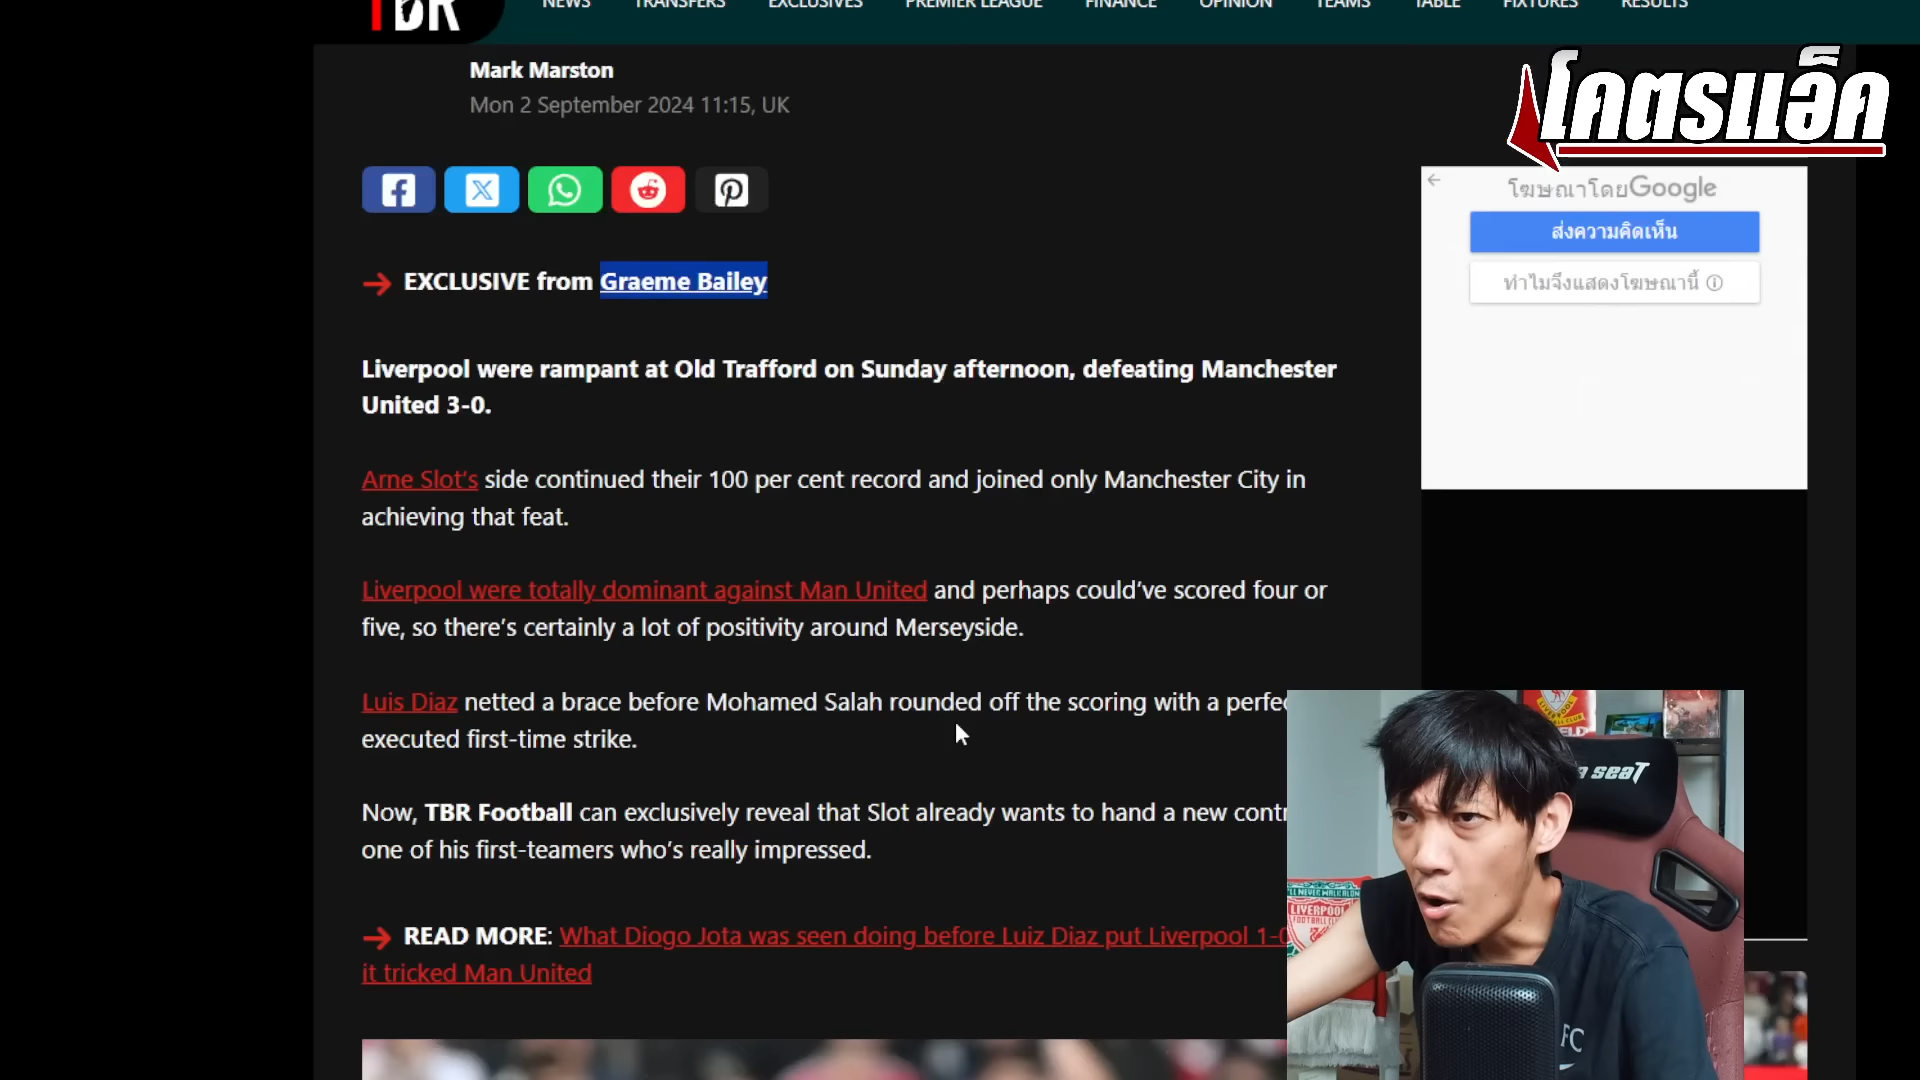 TBR
NEWS TRANSFERS EXCLUSIVES PREMIER LEAGUE FINANCE OPINION TEAMS TABLE FIXTURES RESULTS
โคตรแอ็ค
Mark Marston
Mon 2 September 2024 11:15, UK
โฆษณาโดยGoogle
ส่งความคิดเห็น
ทำไมจึงแสดงโฆษณานี้
EXCLUSIVE from Graeme Bailey
Liverpool were rampant at Old Trafford on Sunday afternoon, defeating Manchester
United 3-0.
Arne Slot’s side continued their 100 per cent record and joined only Manchester City in
achieving that feat.
Liverpool were totally dominant against Man United and perhaps could’ve scored four or
five, so there’s certainly a lot of positivity around Merseyside.
Luis Diaz netted a brace before Mohamed Salah rounded off the scoring with a perfec
executed first-time strike.
Now, TBR Football can exclusively reveal that Slot already wants to hand a new contr
one of his first-teamers who’s really impressed.
READ MORE: What Diogo Jota was seen doing before Luiz Diaz put Liverpool 1-0
it tricked Man United
LIVERPOOL
seaT
LIVERPOOL
FOOTBALL CLUB
FC